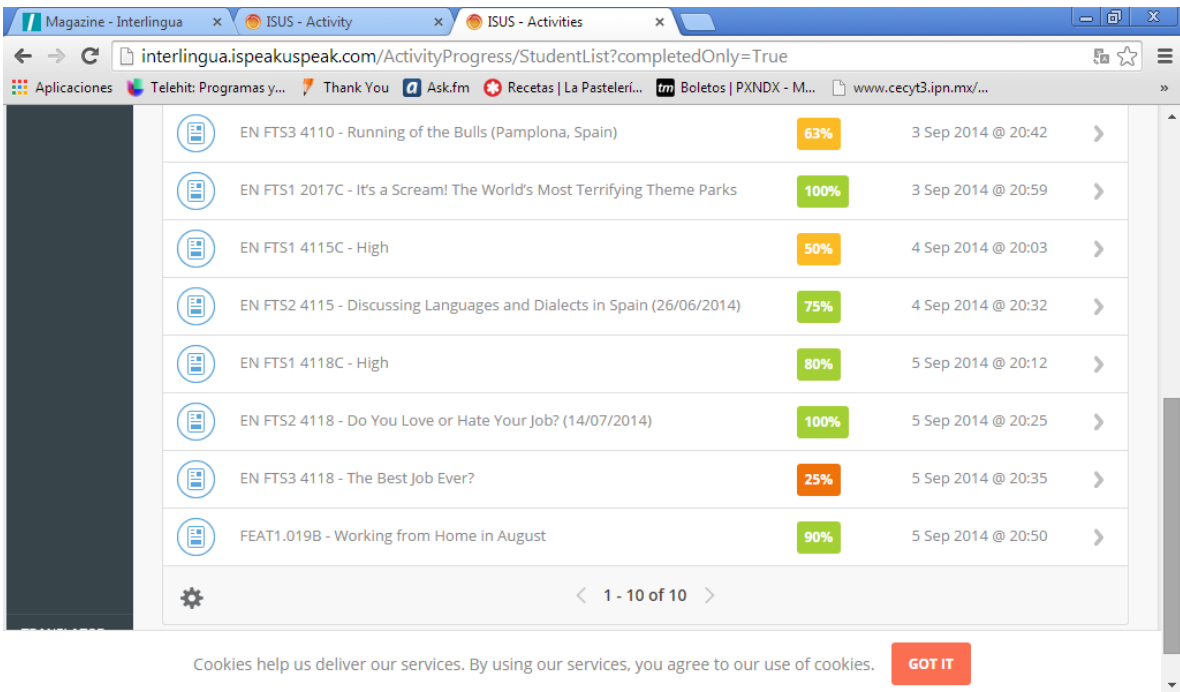 Magazine - Interlingua
ISUS - Activity
ISUS - Activities
interlingua.ispeakuspeak.com/ActivityProgress/StudentList?completedOnly=True
Aplicaciones Telehit: Programas y... Thank You Ask.fm Recetas | La Pastelerí... Boletos | PXNDX - M... www.cecyt3.ipn.mx/... »
EN FTS3 4110 - Running of the Bulls (Pamplona, Spain) 63% 3 Sep 2014 @ 20:42
EN FTS1 2017C - It's a Scream! The World's Most Terrifying Theme Parks 100% 3 Sep 2014 @ 20:59
EN FTS1 4115C - High 50% 4 Sep 2014 @ 20:03
EN FTS2 4115 - Discussing Languages and Dialects in Spain (26/06/2014) 75% 4 Sep 2014 @ 20:32
EN FTS1 4118C - High 80% 5 Sep 2014 @ 20:12
EN FTS2 4118 - Do You Love or Hate Your Job? (14/07/2014) 100% 5 Sep 2014 @ 20:25
EN FTS3 4118 - The Best Job Ever? 25% 5 Sep 2014 @ 20:35
FEAT1.019B - Working from Home in August 90% 5 Sep 2014 @ 20:50
1 - 10 of 10
Cookies help us deliver our services. By using our services, you agree to our use of cookies. GOT IT